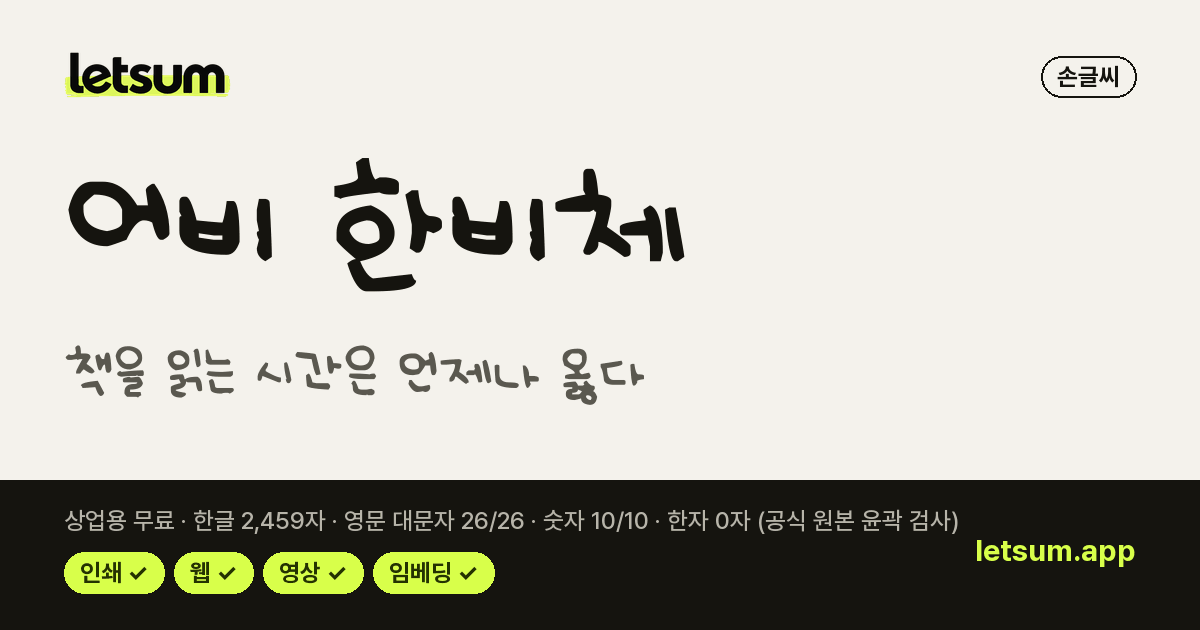 letsum
손글씨
어비 한비체
책을 읽는 시간은 언제나 옳다
상업용 무료 · 한글 2,459자 · 영문 대문자 26/26 · 숫자 10/10 · 한자 0자 (공식 원본 윤곽 검사)
letsum.app
인쇄 ✓ 웹 ✓ 영상 ✓ 임베딩 ✓